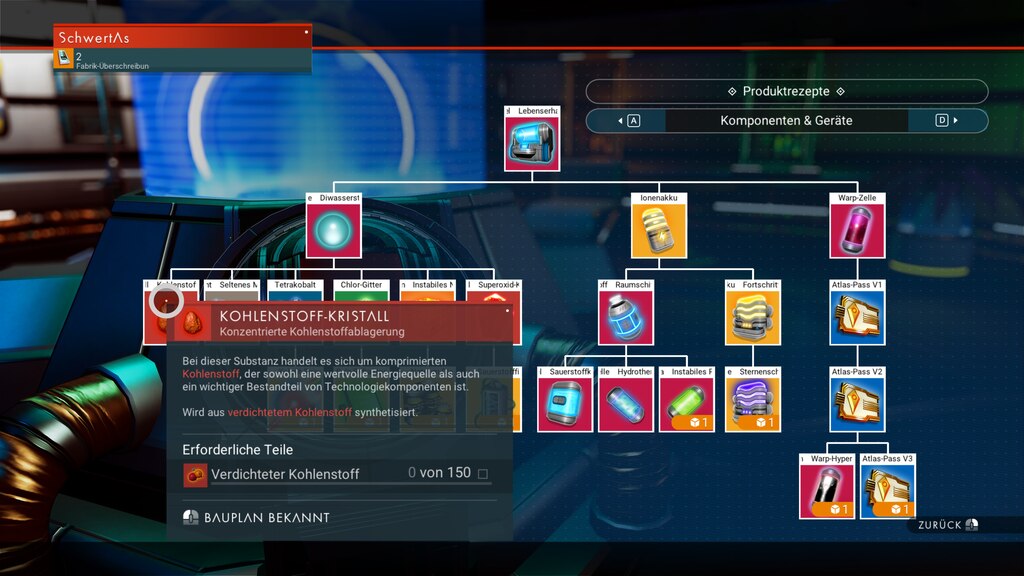 SchwertAs
2
Fabrik-Überschreibun
Produktrezepte
A
Komponenten & Geräte
D
Lebenserha
Diwasserst
Ionenakku
Warp-Zelle
Seltenes M
Tetrakobalt
Chlor-Gitter
Instabiles N
Superoxid-K
Raumschi
Fortschrit
Atlas-Pass V1
KOHLENSTOFF-KRISTALL
Konzentrierte Kohlenstoffablagerung
Bei dieser Substanz handelt es sich um komprimierten
Kohlenstoff, der sowohl eine wertvolle Energiequelle als auch
ein wichtiger Bestandteil von Technologiekomponenten ist.
Wird aus verdichtetem Kohlenstoff synthetisiert.
Sauerstoffk
Hydrothe
Instabiles F
1
Sternensch
1
Atlas-Pass V2
Erforderliche Teile
Verdichteter Kohlenstoff 0 von 150
Warp-Hyper
1
Atlas-Pass V3
1
BAUPLAN BEKANNT
ZURÜCK